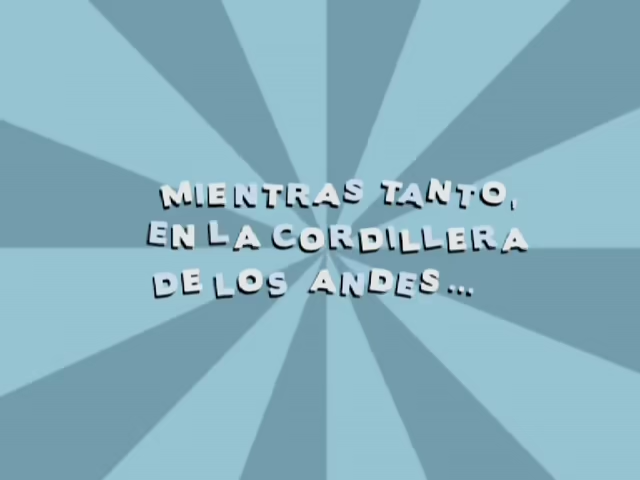 MIENTRAS TANTO,
EN LA CORDILLERA
DE LOS ANDES...